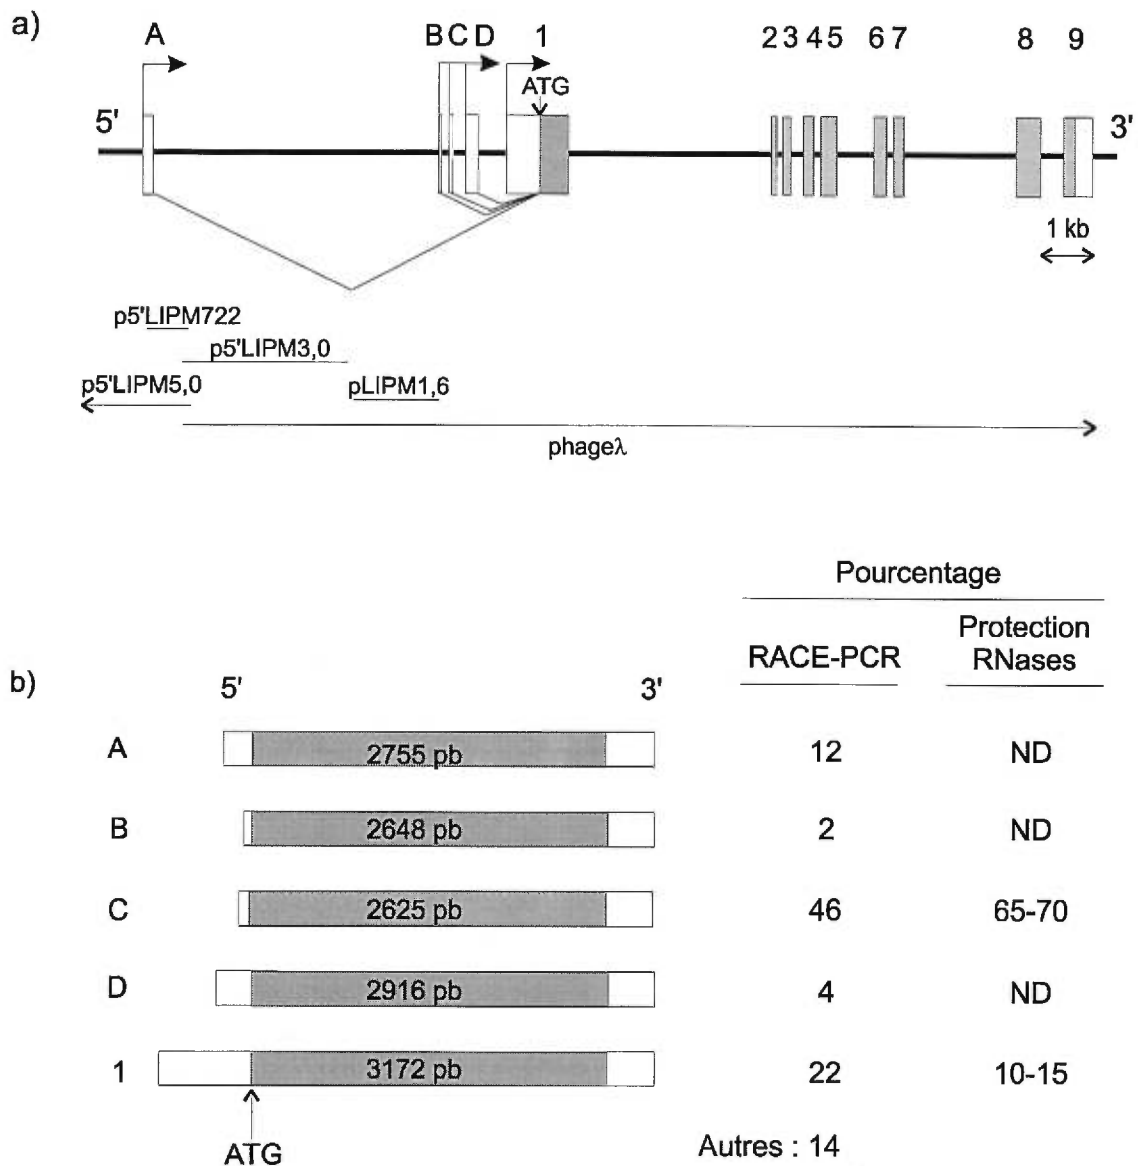 a)
A B C D 1 2 3 4 5 6 7 8 9
ATG
5' 3'
1 kb
p5'LIPM722
p5'LIPM3,0
p5'LIPM5,0 pLIPM1,6
phageλ
Pourcentage
RACE-PCR Protection RNases
b) 5' 3'
A 2755 pb 12 ND
B 2648 pb 2 ND
C 2625 pb 46 65-70
D 2916 pb 4 ND
1 3172 pb 22 10-15
ATG Autres : 14